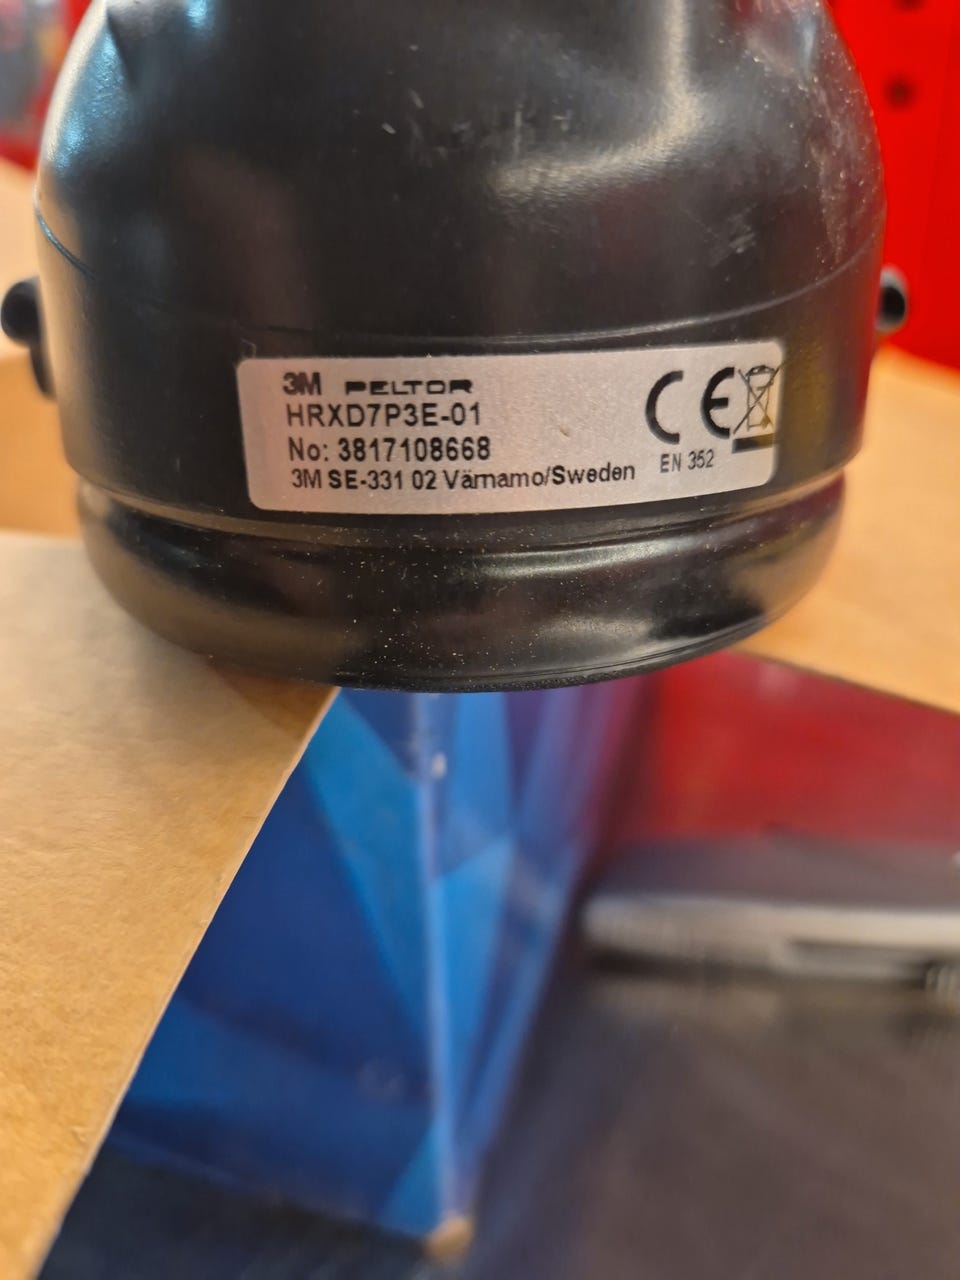 3M PELTOR
HRXD7P3E-01
No: 3817108668
3M SE-331 02 Värnamo/Sweden
CE
EN 352